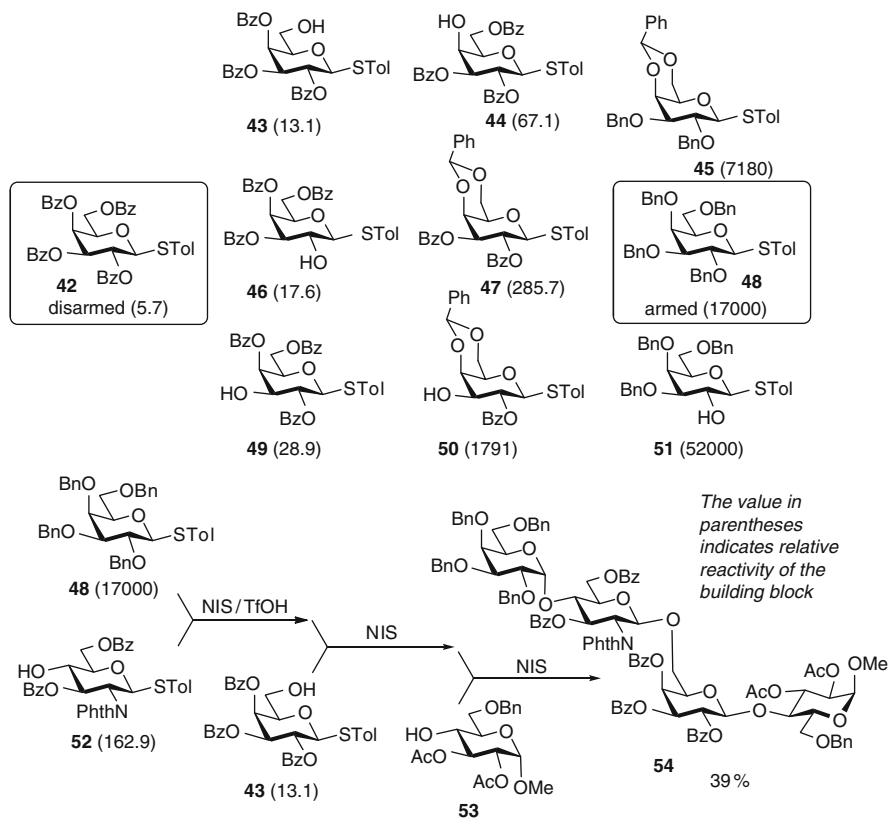 OH
BzO
O
STol
BzO
BzO
43 (13.1)
HO
OBz
O
STol
BzO
BzO
44 (67.1)
Ph
O
O
O
STol
BnO
BnO
45 (7180)
BzO
OBz
O
STol
BzO
BzO
42
disarmed (5.7)
BzO
OBz
O
STol
BzO
HO
46 (17.6)
Ph
O
O
O
STol
BzO
BzO
47 (285.7)
BnO
OBn
O
STol
BnO
BnO
48
armed (17000)
BzO
OBz
O
STol
HO
BzO
49 (28.9)
Ph
O
O
O
STol
HO
BzO
50 (1791)
BnO
OBn
O
STol
BnO
HO
51 (52000)
BnO
OBn
O
STol
BnO
BnO
48 (17000)
OBz
HO
O
STol
BzO
PhthN
52 (162.9)
NIS/TfOH
BzO
OH
O
STol
BzO
BzO
43 (13.1)
NIS
OBn
HO
O
AcO
AcO
OMe
53
NIS
The value in
parentheses
indicates relative
reactivity of the
building block
BnO
OBn
O
BnO
BnO
O
OBz
O
BzO
PhthN
O
BzO
O
BzO
BzO
O
AcO
AcO
OMe
O
OBn
54
39%